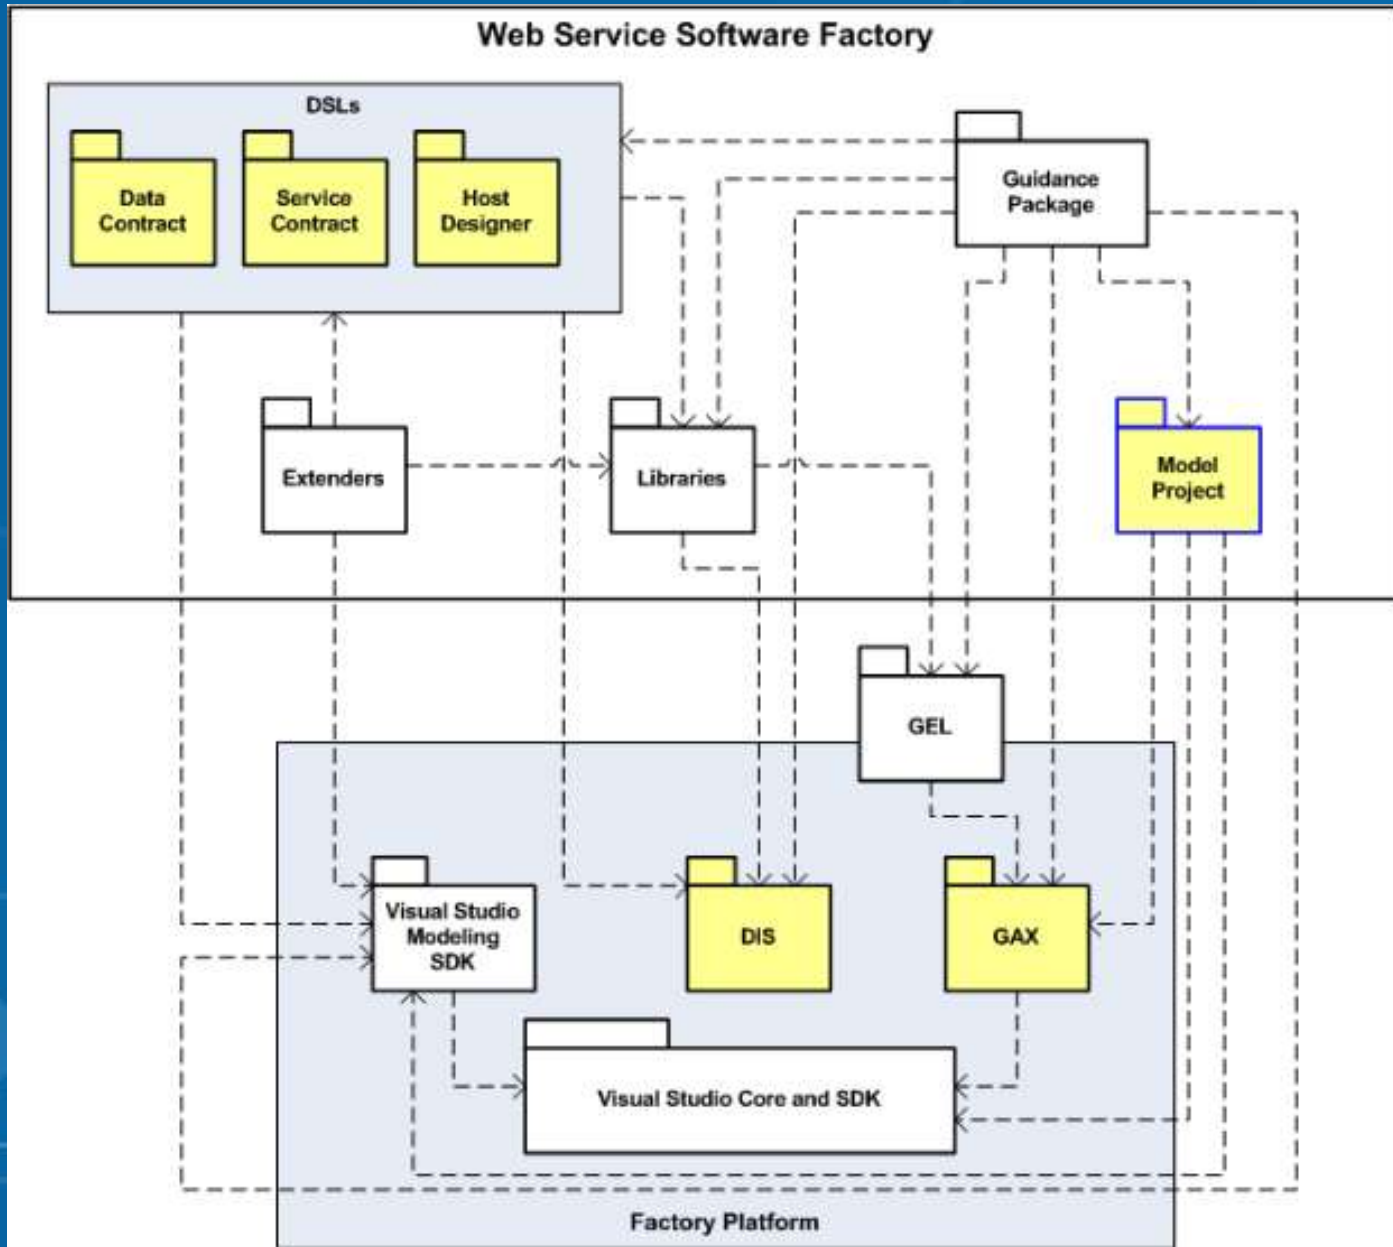 Web Service Software Factory
DSLs
Data
Contract
Service
Contract
Host
Designer
Guidance
Package
Extenders
Libraries
Model
Project
GEL
Visual Studio
Modeling
SDK
DIS
GAX
Visual Studio Core and SDK
Factory Platform